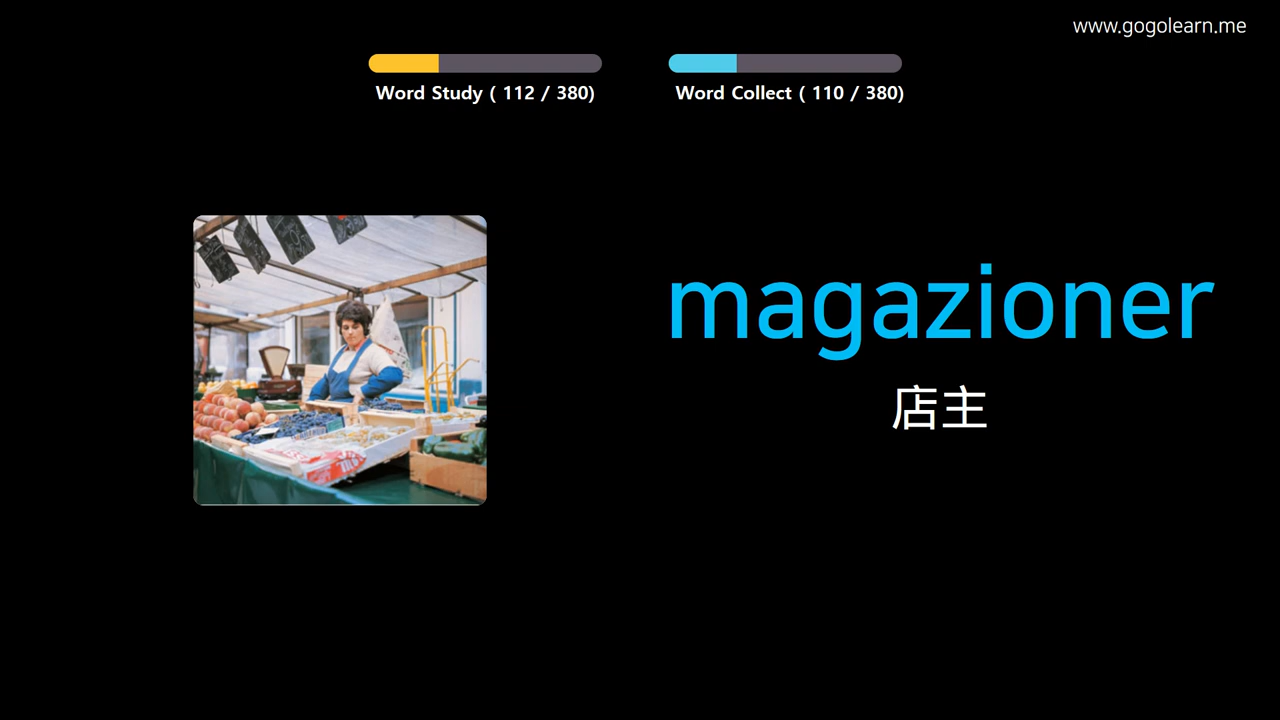 www.gogolearn.me
Word Study ( 112 / 380)
Word Collect ( 110 / 380)
magazioner
店主